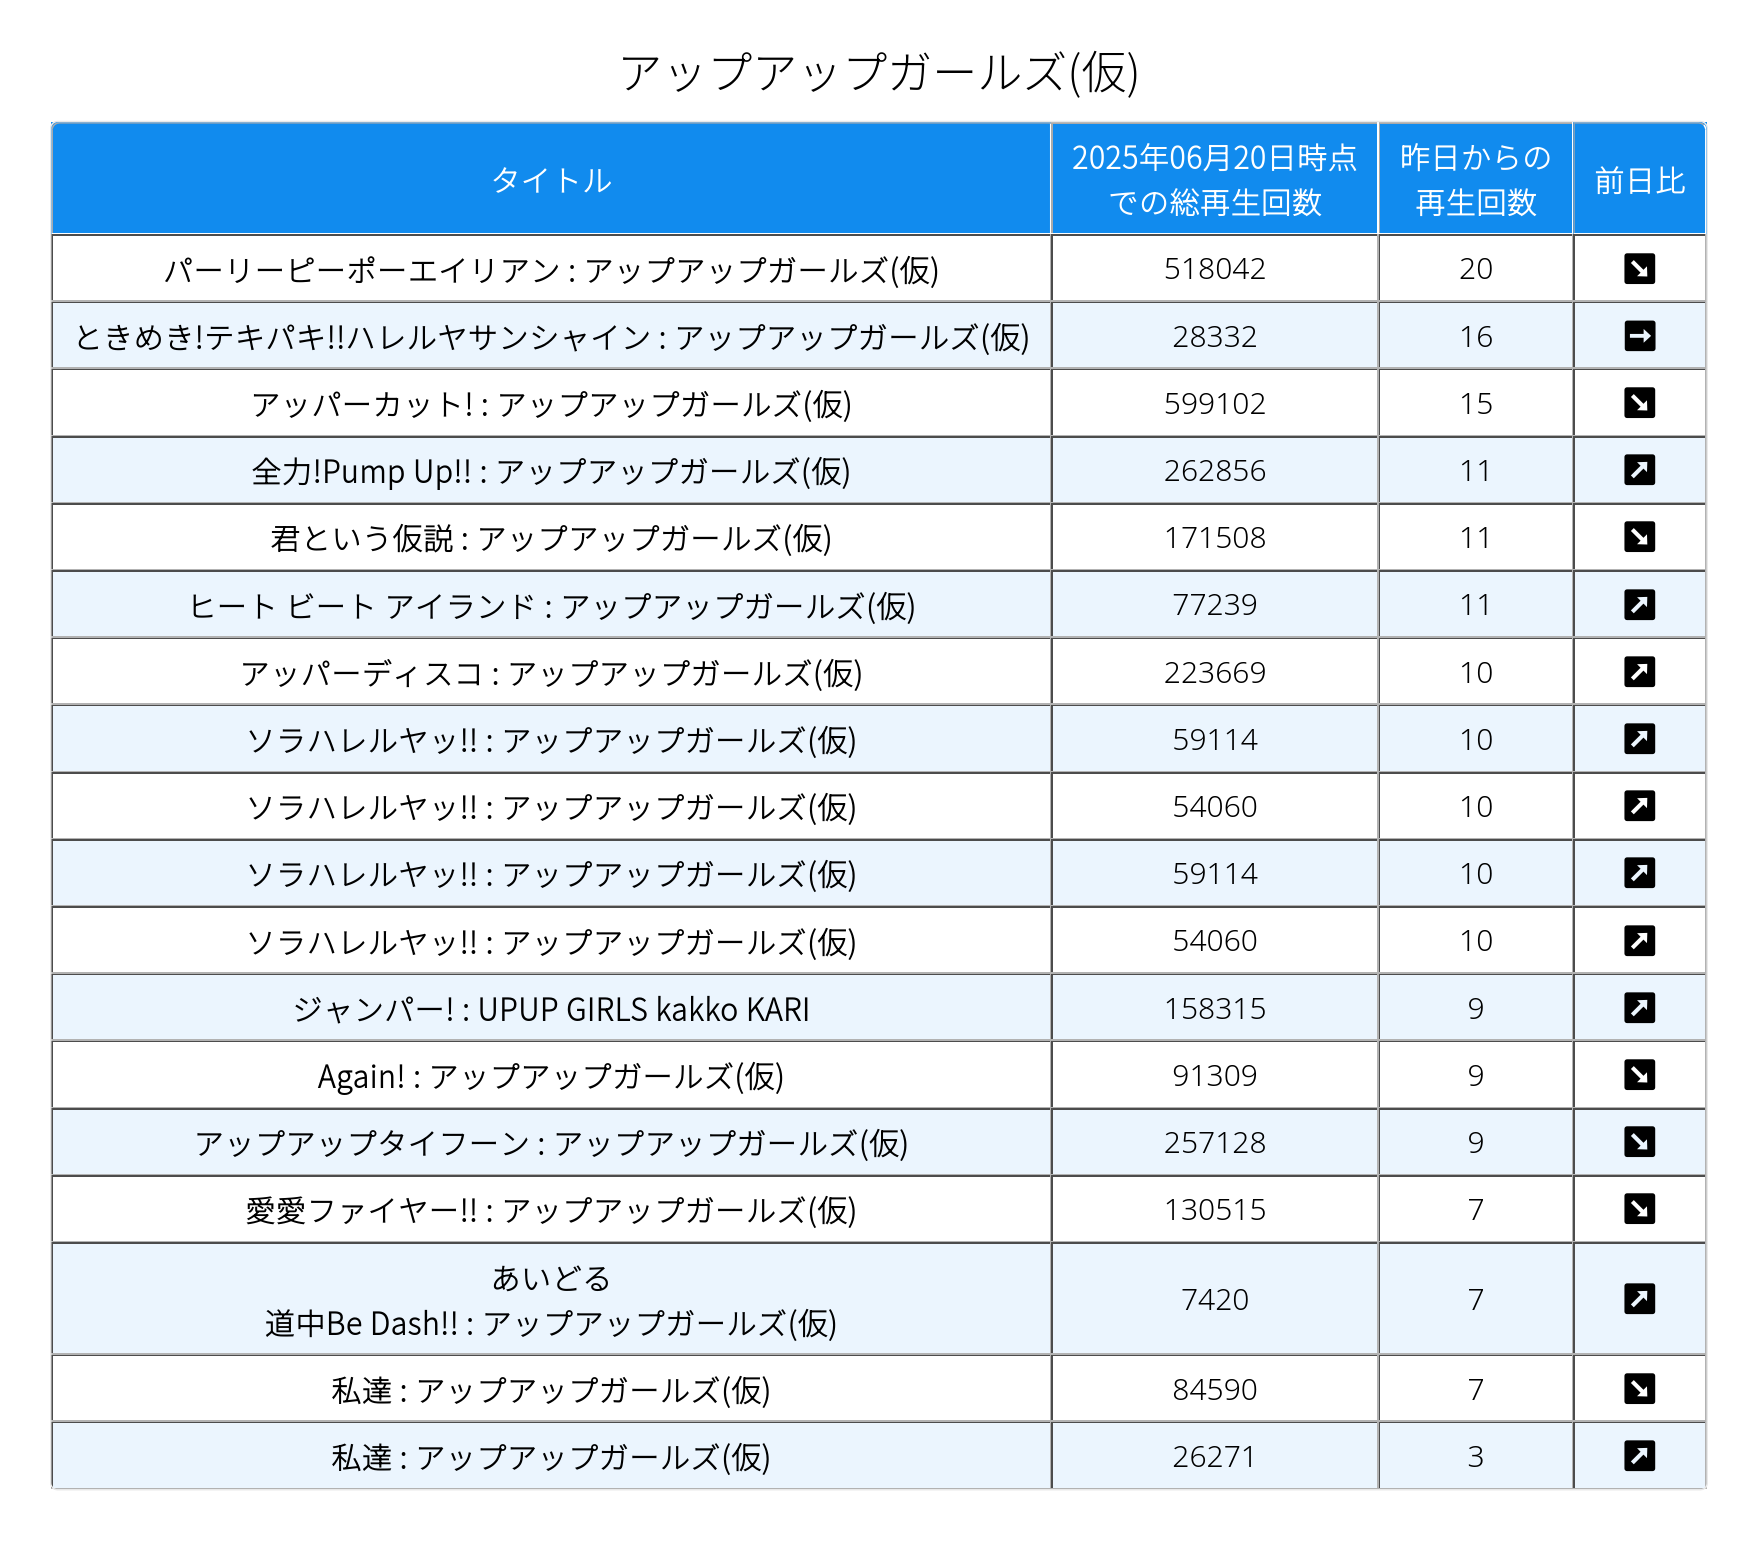 アップアップガールズ(仮)
タイトル
2025年06月20日時点
での総再生回数
昨日からの
再生回数
前日比
パーリーピーポーエイリアン : アップアップガールズ(仮) 518042 20 ↘
ときめき!テキパキ!!ハレルヤサンシャイン : アップアップガールズ(仮) 28332 16 ➡
アッパーカット! : アップアップガールズ(仮) 599102 15 ↘
全力!Pump Up!! : アップアップガールズ(仮) 262856 11 ↗
君という仮説 : アップアップガールズ(仮) 171508 11 ↘
ヒート ビート アイランド : アップアップガールズ(仮) 77239 11 ↗
アッパーディスコ : アップアップガールズ(仮) 223669 10 ↗
ソラハレルヤッ!! : アップアップガールズ(仮) 59114 10 ↗
ソラハレルヤッ!! : アップアップガールズ(仮) 54060 10 ↗
ソラハレルヤッ!! : アップアップガールズ(仮) 59114 10 ↗
ソラハレルヤッ!! : アップアップガールズ(仮) 54060 10 ↗
ジャンパー! : UPUP GIRLS kakko KARI 158315 9 ↗
Again! : アップアップガールズ(仮) 91309 9 ↘
アップアップタイフーン : アップアップガールズ(仮) 257128 9 ↘
愛愛ファイヤー!! : アップアップガールズ(仮) 130515 7 ↘
あいどる
道中Be Dash!! : アップアップガールズ(仮) 7420 7 ↗
私達 : アップアップガールズ(仮) 84590 7 ↘
私達 : アップアップガールズ(仮) 26271 3 ↗